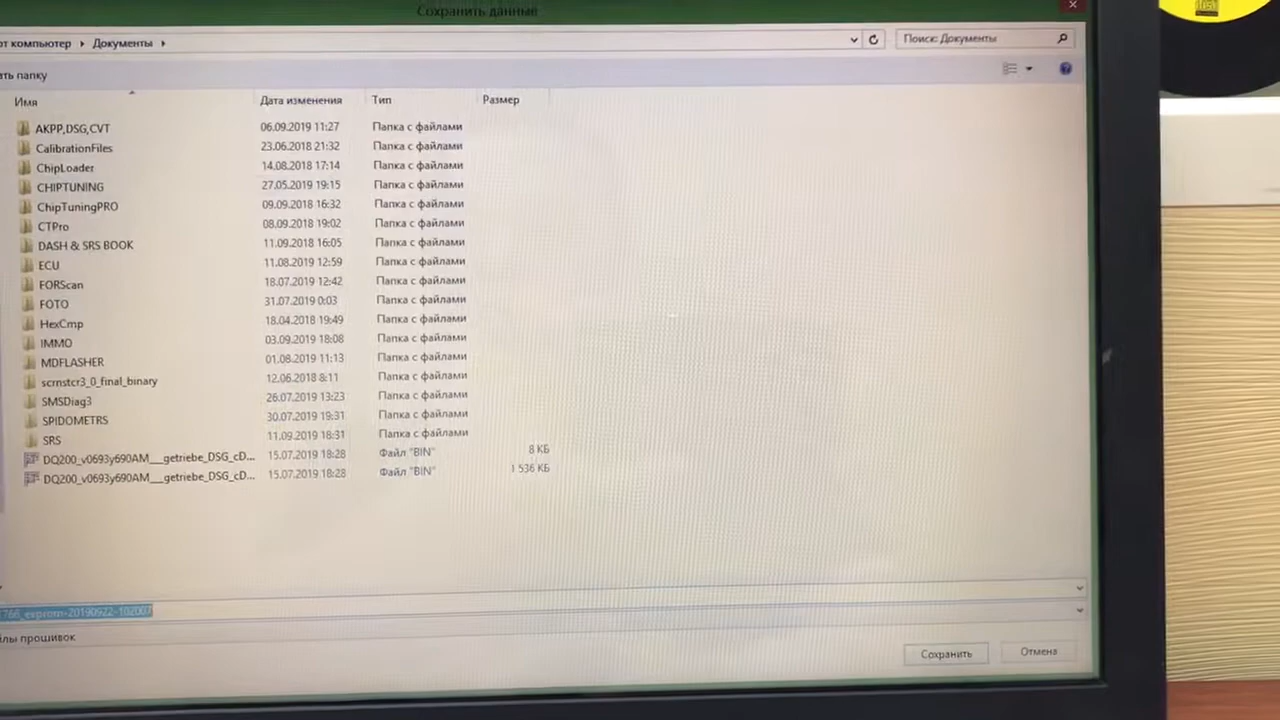 Сохранить данные
от компьютер Документы Поиск: Документы
ать папку
Имя Дата изменения Тип Размер
AKPP,DSG,CVT 06.09.2019 11:27 Папка с файлами
CalibrationFiles 23.06.2018 21:32 Папка с файлами
ChipLoader 14.08.2018 17:14 Папка с файлами
CHIPTUNING 27.05.2019 19:15 Папка с файлами
ChipTuningPRO 09.09.2018 16:32 Папка с файлами
CTPro 08.09.2018 19:02 Папка с файлами
DASH & SRS BOOK 11.09.2018 16:05 Папка с файлами
ECU 11.08.2019 12:59 Папка с файлами
FORScan 18.07.2019 12:42 Папка с файлами
FOTO 31.07.2019 0:03 Папка с файлами
HexCmp 18.04.2018 19:49 Папка с файлами
IMMO 03.09.2019 18:08 Папка с файлами
MDFLASHER 01.08.2019 11:13 Папка с файлами
scrnstcr3_0_final_binary 12.06.2018 8:11 Папка с файлами
SMSDiag3 26.07.2019 13:23 Папка с файлами
SPIDOMETRS 30.07.2019 19:31 Папка с файлами
SRS 11.09.2019 18:31 Папка с файлами
DQ200_v0693y690AM___getriebe_DSG_cD... 15.07.2019 18:28 Файл "BIN" 8 КБ
DQ200_v0693y690AM___getriebe_DSG_cD... 15.07.2019 18:28 Файл "BIN" 1 536 КБ
1766_eeprom-20190922-102007
йлы прошивок
Сохранить Отмена